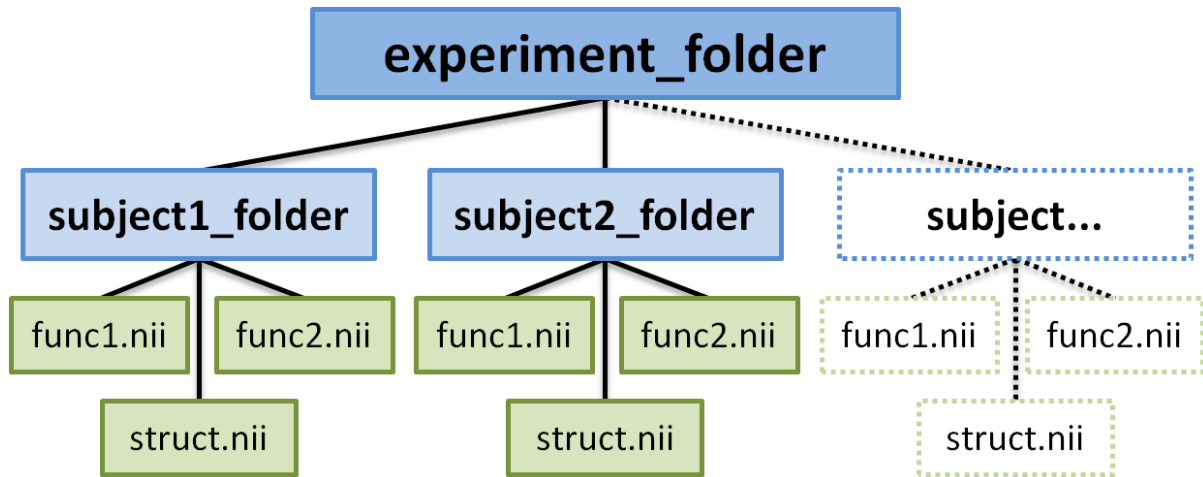 experiment_folder
subject1_folder
subject2_folder
subject...
func1.nii
func2.nii
func1.nii
func2.nii
func1.nii
func2.nii
struct.nii
struct.nii
struct.nii